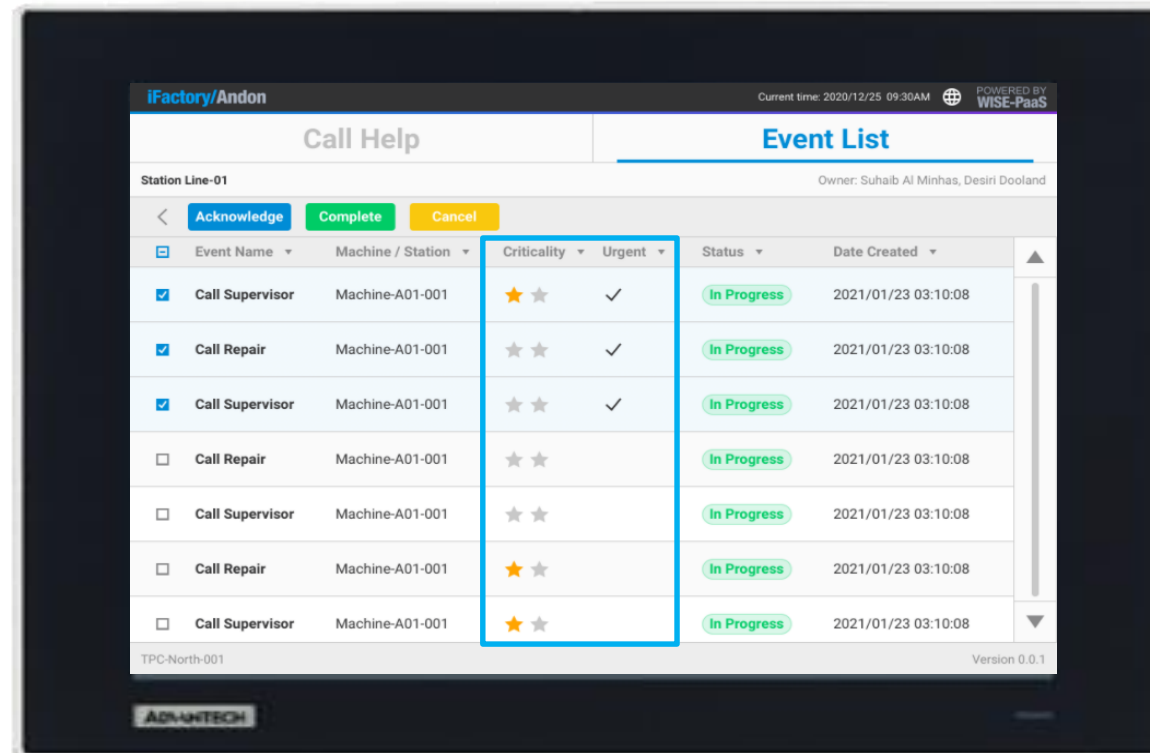 iFactory/Andon Current time: 2020/12/25 09:30AM POWERED BY
WISE-PaaS
Call Help Event List
Station Line-01 Owner: Suhaib Al Minhas, Desiri Dooland
Acknowledge Complete Cancel
Event Name Machine / Station Criticality Urgent Status Date Created
Call Supervisor Machine-A01-001 In Progress 2021/01/23 03:10:08
Call Repair Machine-A01-001 In Progress 2021/01/23 03:10:08
Call Supervisor Machine-A01-001 In Progress 2021/01/23 03:10:08
Call Repair Machine-A01-001 In Progress 2021/01/23 03:10:08
Call Supervisor Machine-A01-001 In Progress 2021/01/23 03:10:08
Call Repair Machine-A01-001 In Progress 2021/01/23 03:10:08
Call Supervisor Machine-A01-001 In Progress 2021/01/23 03:10:08
TPC-North-001 Version 0.0.1
ADVANTECH